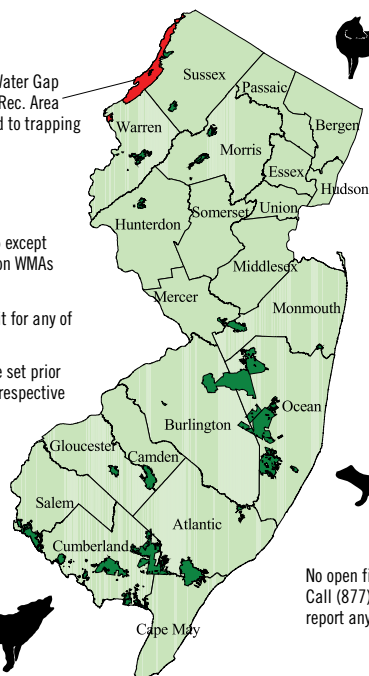 Water Gap
Rec. Area
d to trapping
Sussex
Passaic
Bergen
Warren
Morris
Essex
Hudson
Somerset
Union
Hunterdon
except
on WMAs
Middlesex
Mercer
Monmouth
t for any of
e set prior
respective
Ocean
Burlington
Gloucester
Camden
Salem
Atlantic
Cumberland
No open fi
Call (877)
report any
Cape May